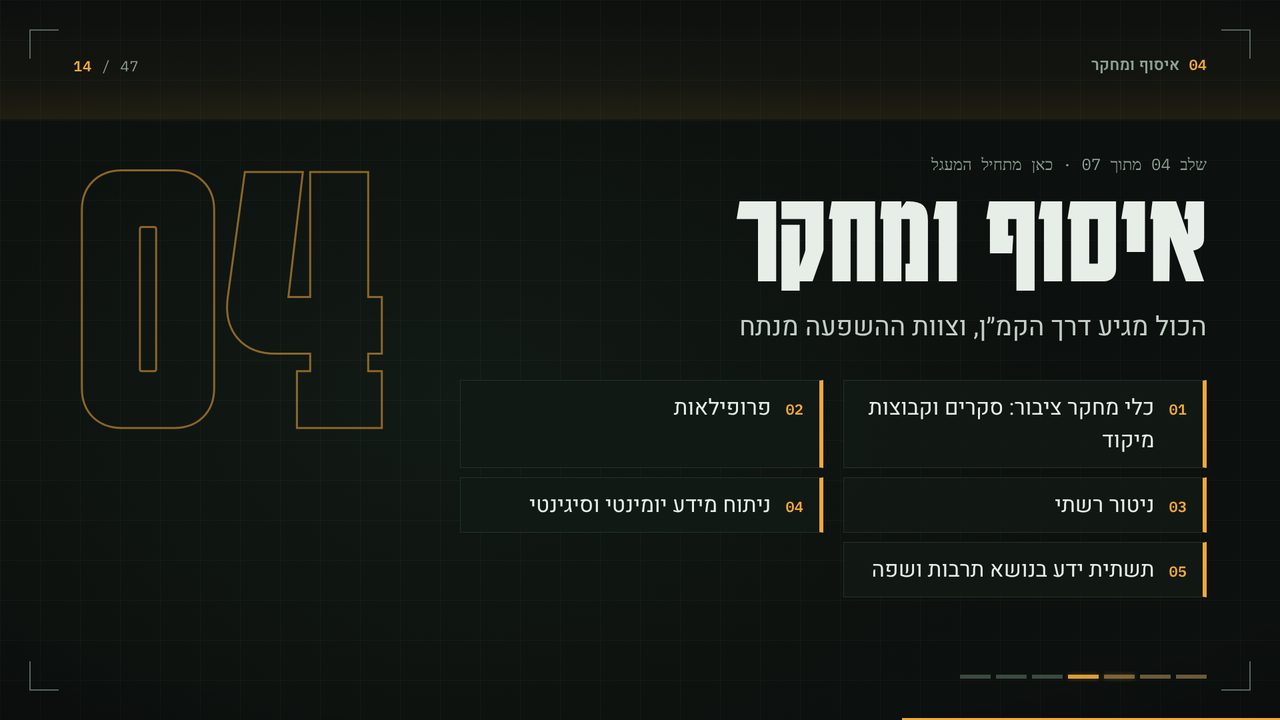 04 איסוף ומחקר
14 / 47
שלב 04 מתוך 07 · כאן מתחיל המעגל
איסוף ומחקר
הכול מגיע דרך הקמ״ן, וצוות ההשפעה מנתח
04
01 כלי מחקר ציבור: סקרים וקבוצות
מיקוד
02 פרופילאות
03 ניטור רשתי
04 ניתוח מידע יומינטי וסיגינטי
05 תשתית ידע בנושא תרבות ושפה